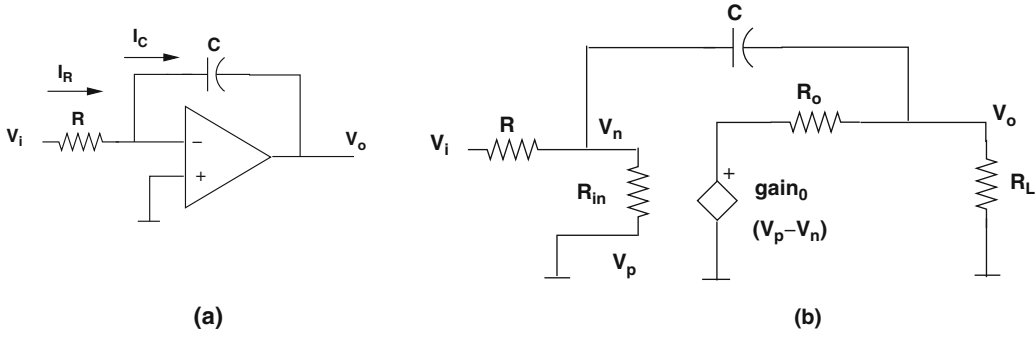 I_C
C
I_R
R
V_i
−
+
V_o
(a)
C
R_o
V_o
V_i
R
V_n
R_in
+
gain_0
(V_p−V_n)
R_L
V_p
(b)